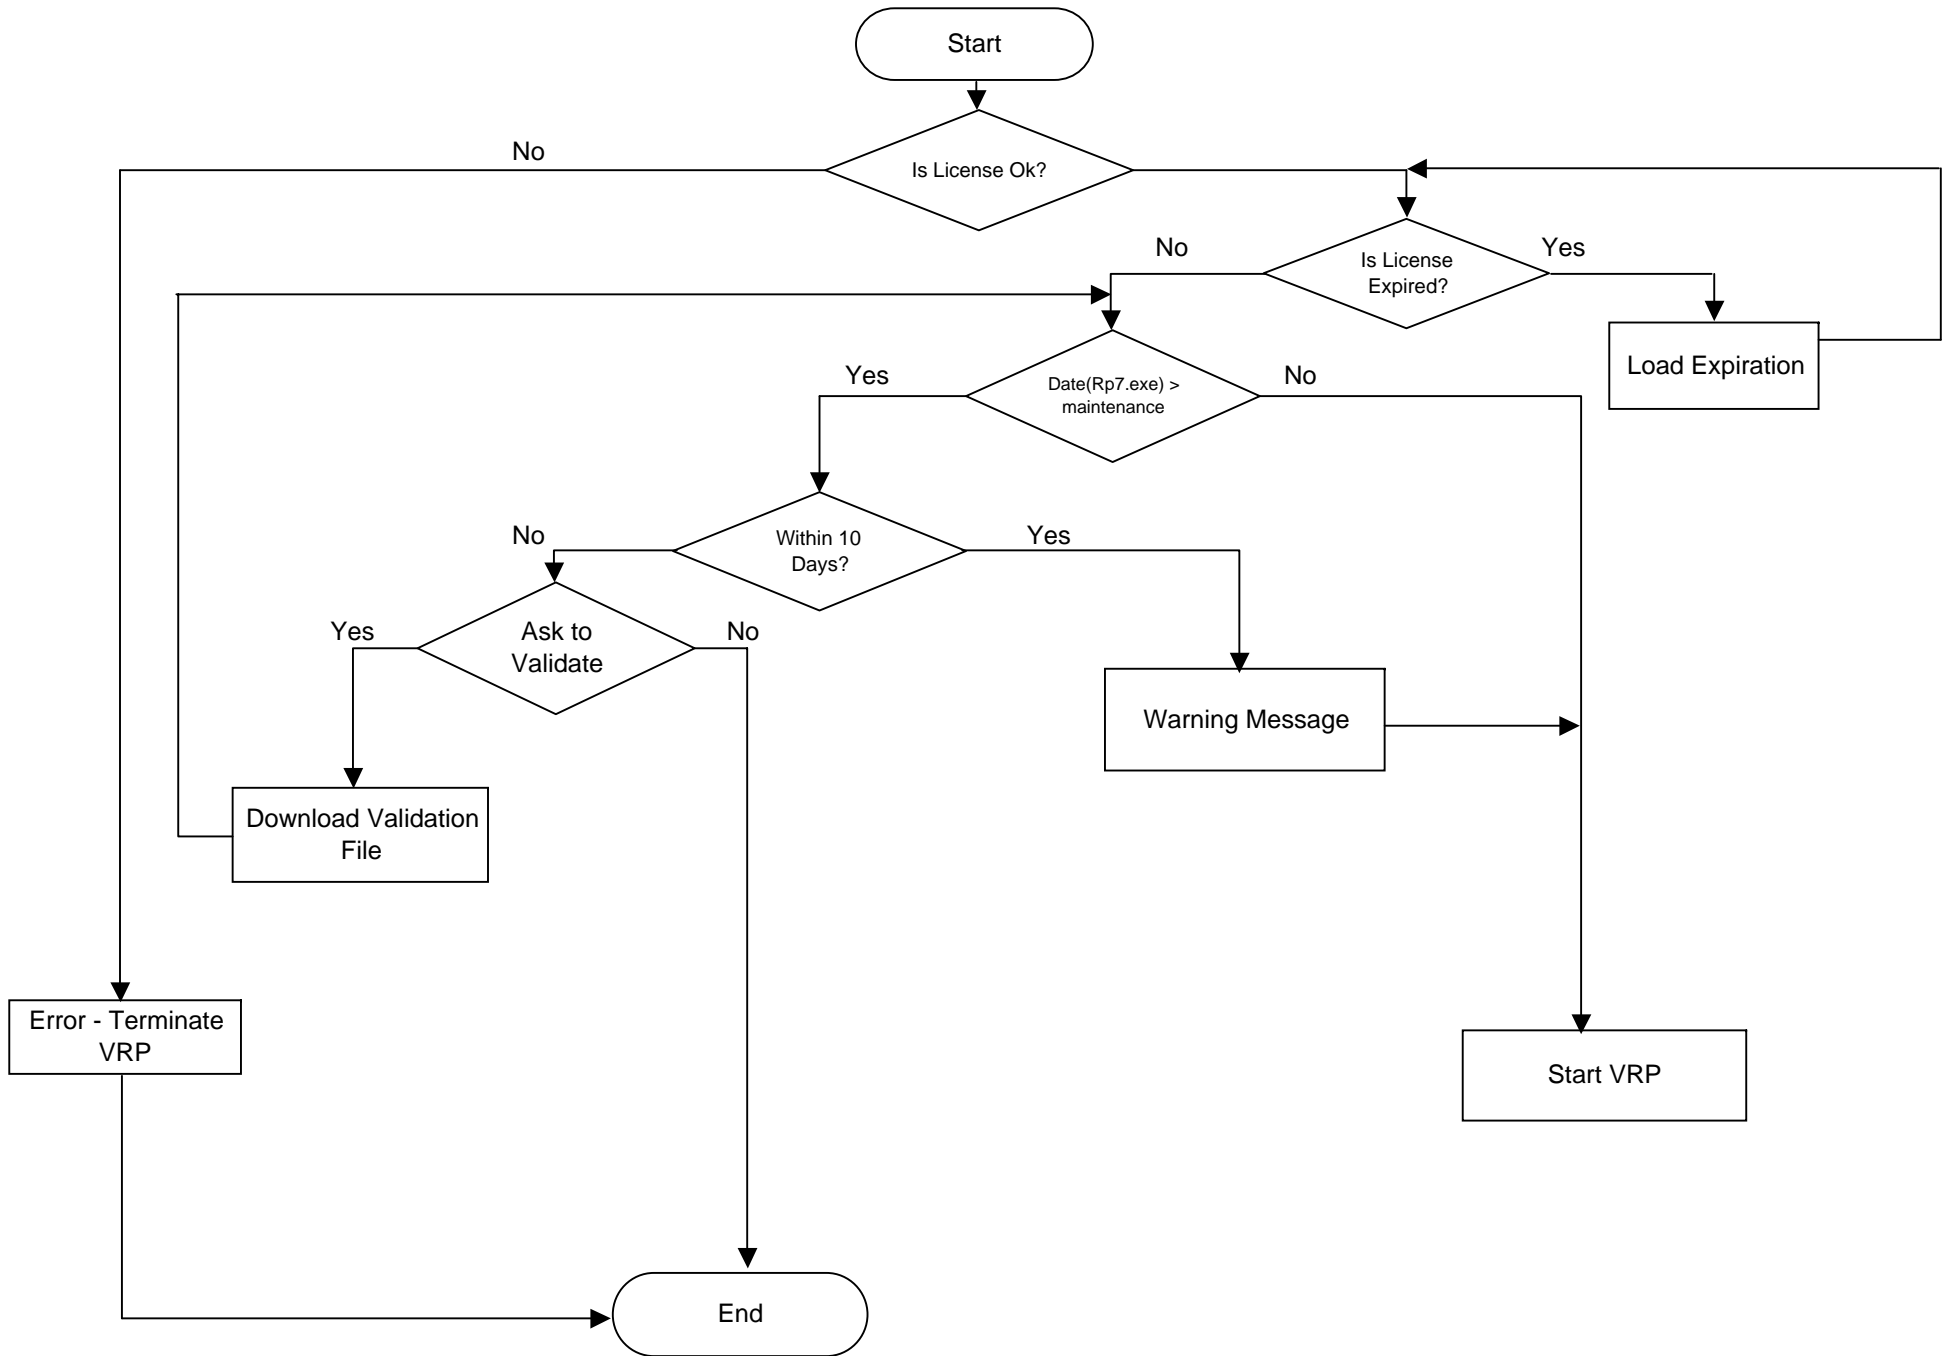 Start
No
Is License Ok?
No
Is License
Expired?
Yes
Load Expiration
Yes
Date(Rp7.exe) >
maintenance
No
No
Within 10
Days?
Yes
Yes
Ask to
Validate
No
Warning Message
Download Validation
File
Error - Terminate
VRP
Start VRP
End